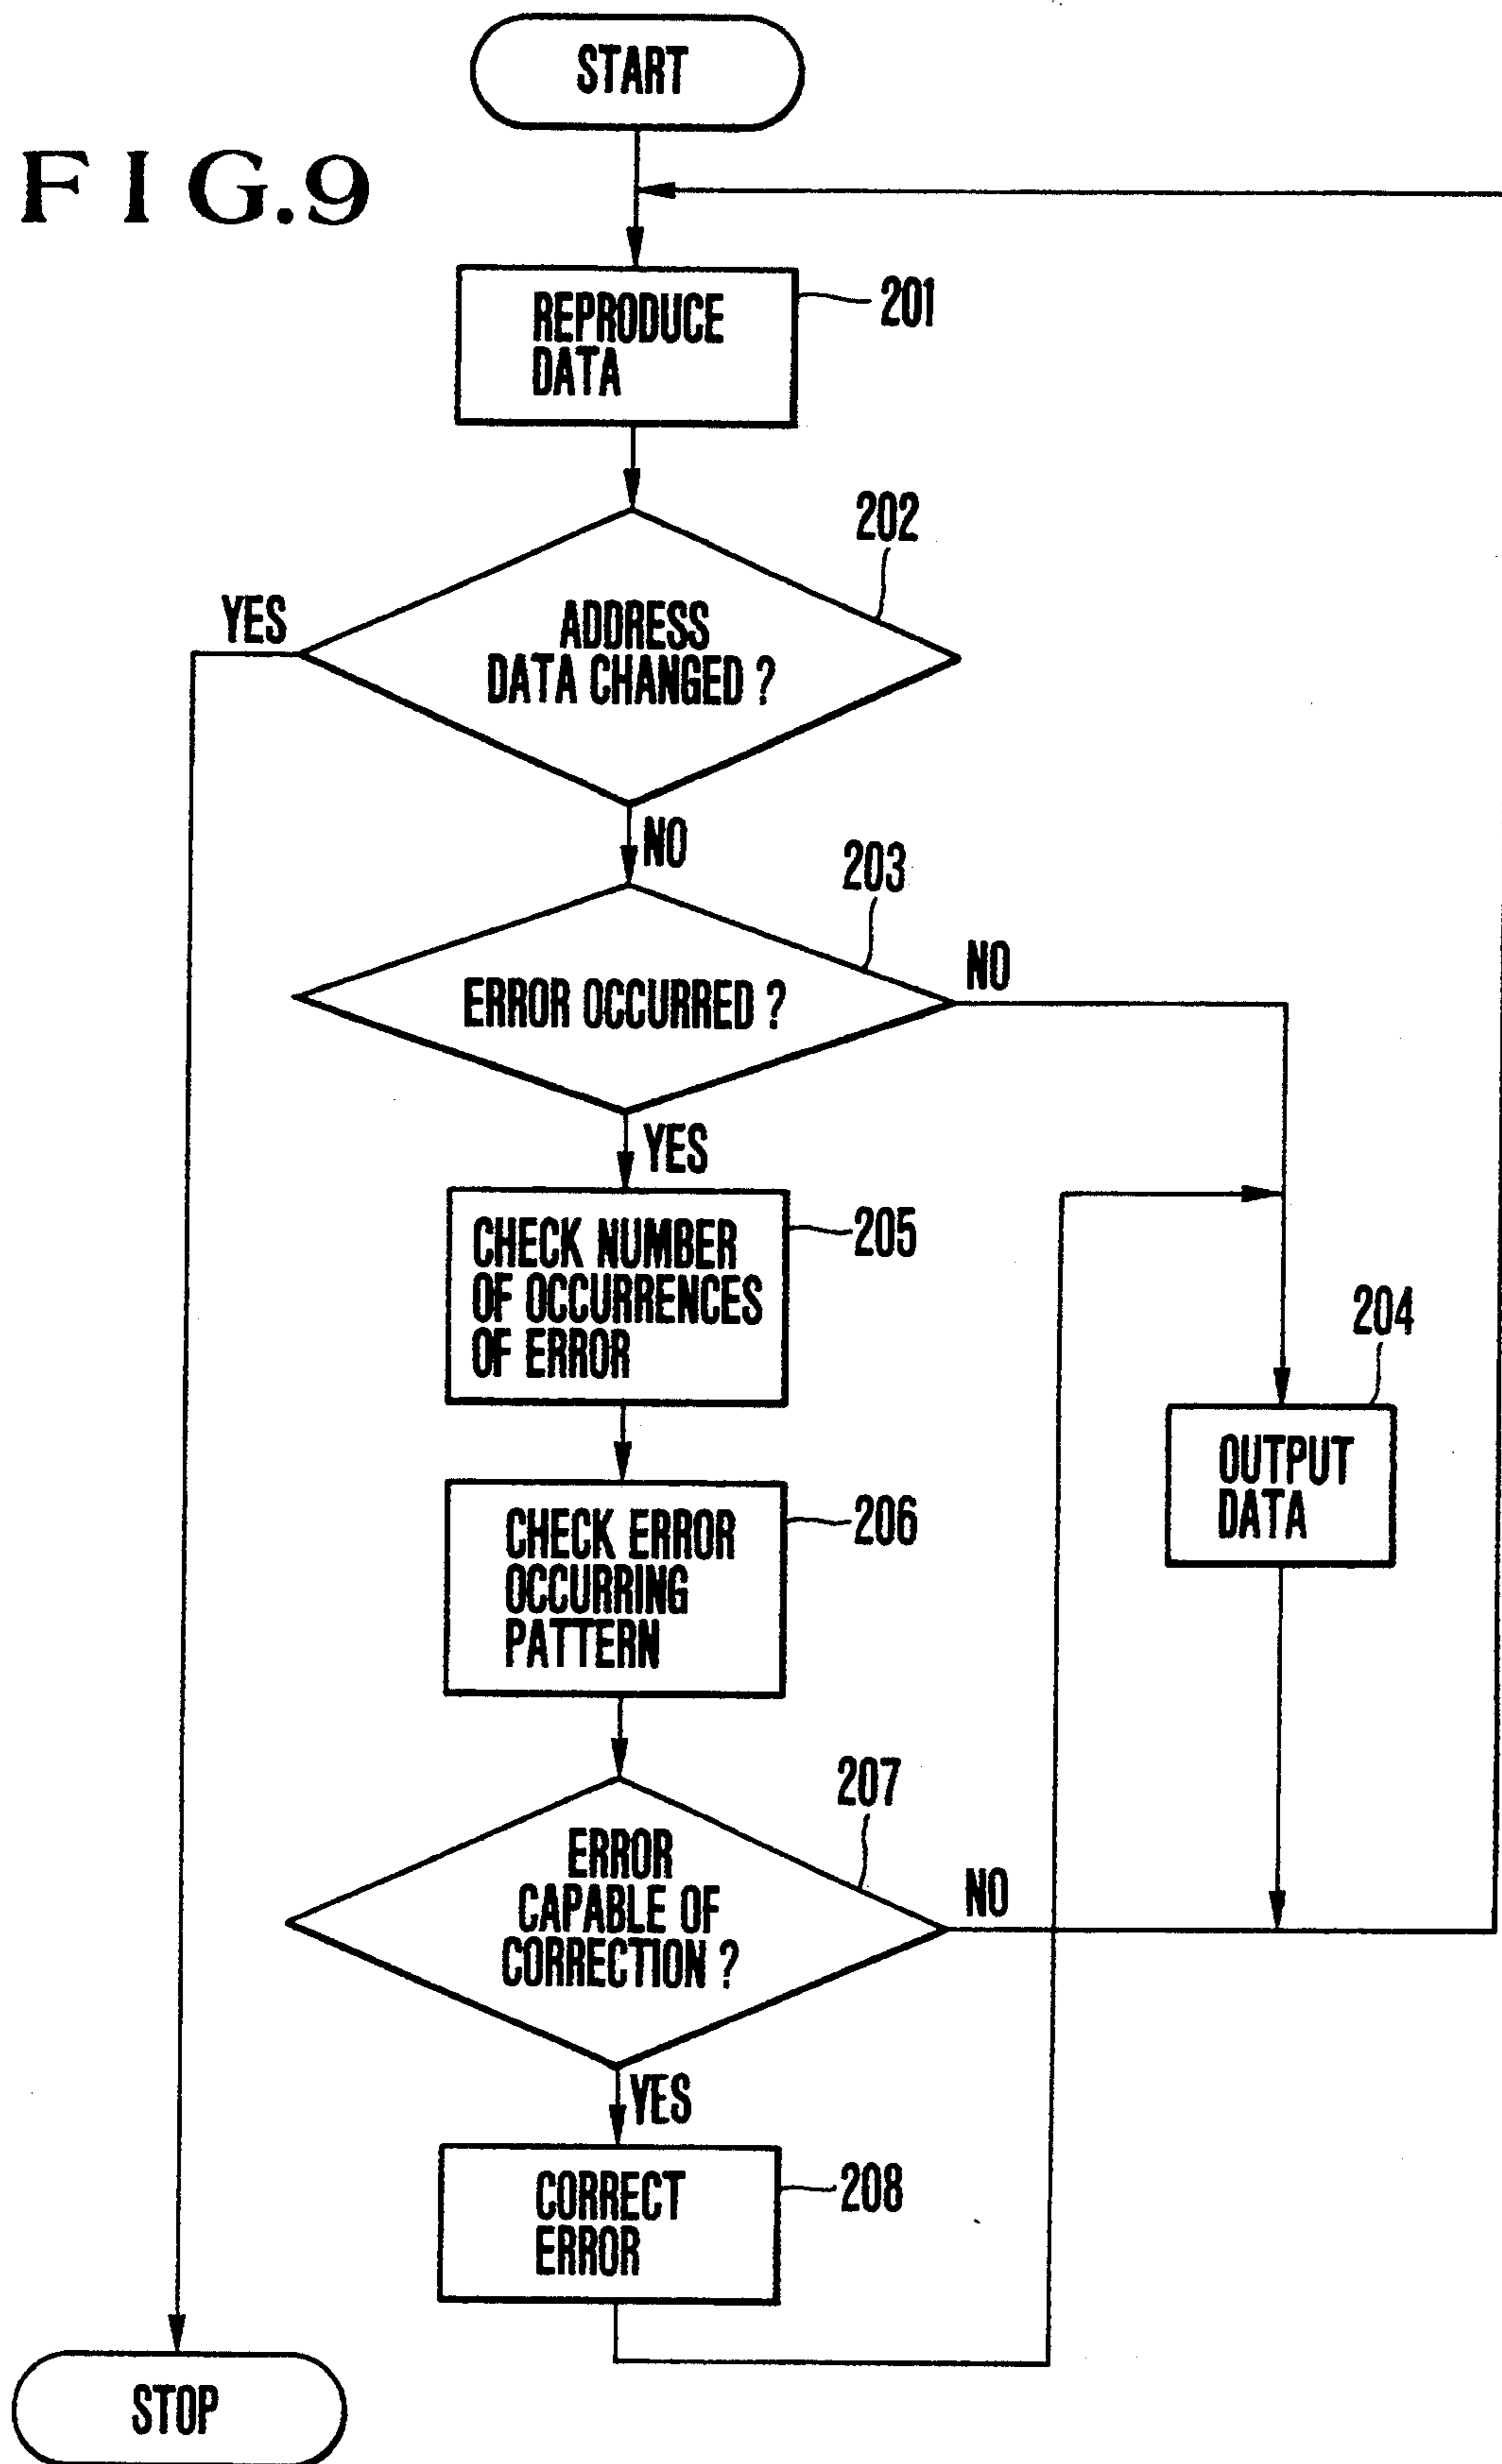 START
FIG.9
201
REPRODUCE
DATA
202
YES
ADDRESS
DATA CHANGED ?
NO
203
NO
ERROR OCCURRED ?
YES
205
CHECK NUMBER
OF OCCURRENCES
OF ERROR
204
OUTPUT
DATA
206
CHECK ERROR
OCCURRING
PATTERN
207
ERROR
CAPABLE OF
CORRECTION ?
NO
YES
208
CORRECT
ERROR
STOP